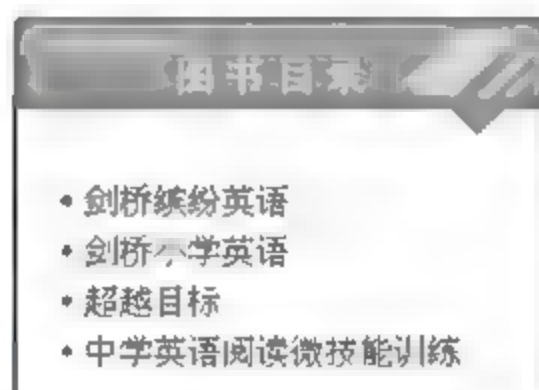 图书目录
• 剑桥缤纷英语
• 剑桥小学英语
• 超越目标
• 中学英语阅读微技能训练